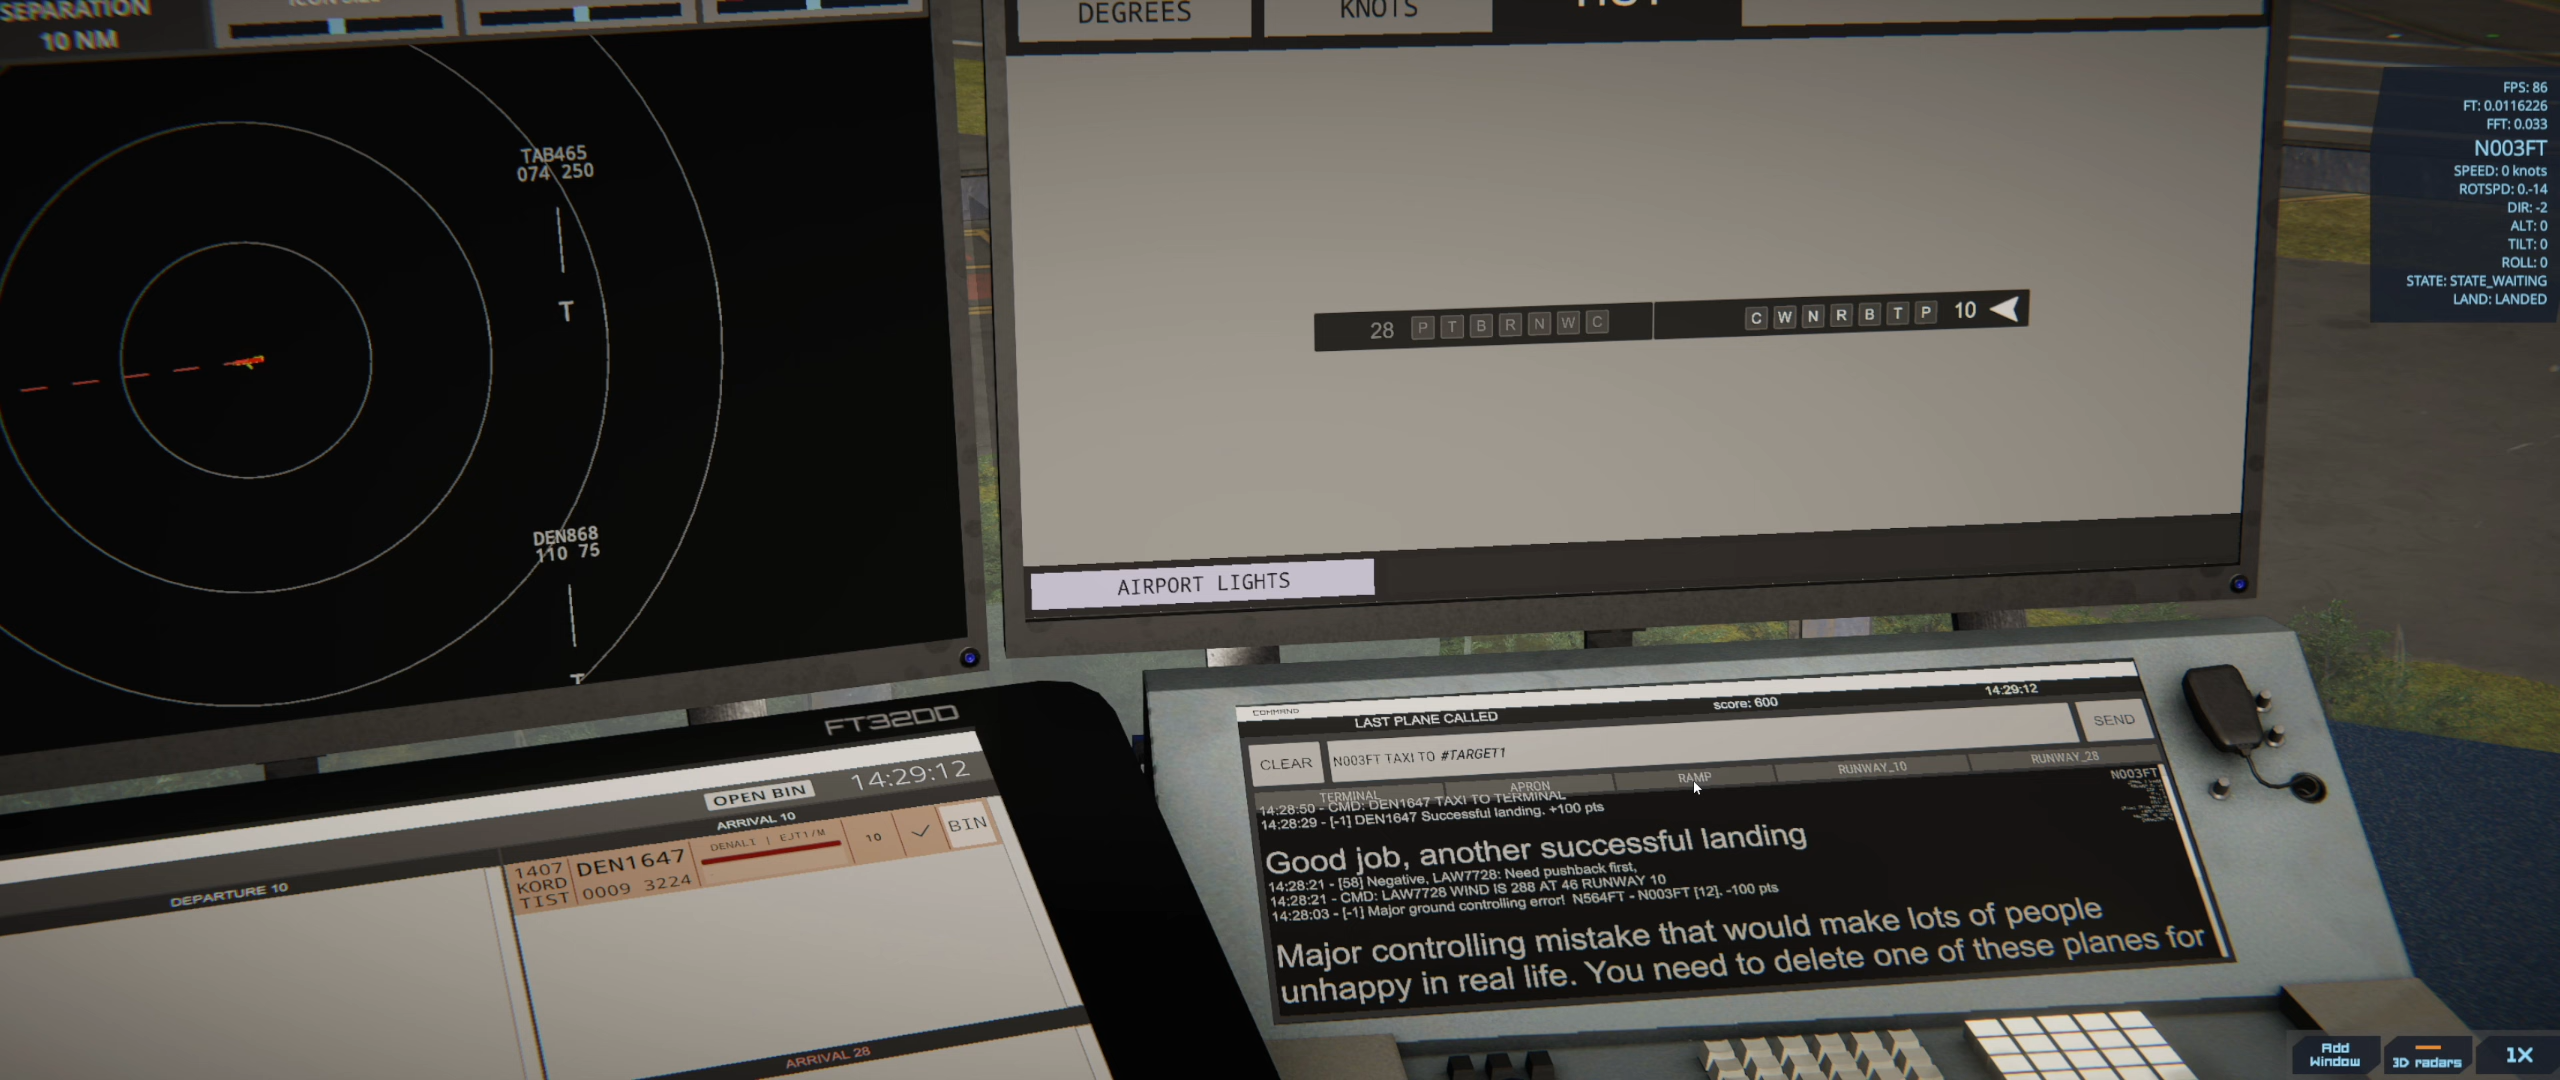 SEPARATION
10 NM
DEGREES
KNOTS
TAB465
074 250
T
DEN868
110 75
T
28 P T B R N W C
C W N R B T P 10
AIRPORT LIGHTS
FPS: 86
FT: 0.0116226
FFT: 0.033
N003FT
SPEED: 0 knots
ROTSPD: 0.-14
DIR: -2
ALT: 0
TILT: 0
ROLL: 0
STATE: STATE_WAITING
LAND: LANDED
FT32DD
14:29:12
OPEN BIN
ARRIVAL 10
DEPARTURE 10
1407
KORD
TIST
DEN1647
0009 3224
DENALI | EJT1/M
10
BIN
ARRIVAL 28
COMMAND
LAST PLANE CALLED
score: 600
14:29:12
CLEAR
N003FT TAXI TO #TARGET1
SEND
TERMINAL
APRON
RAMP
RUNWAY_10
RUNWAY_28
N003FT
14:28:50 - CMD: DEN1647 TAXI TO TERMINAL
14:28:29 - [-1] DEN1647 Successful landing. +100 pts
Good job, another successful landing
14:28:21 - [58] Negative, LAW7728: Need pushback first,
14:28:21 - CMD: LAW7728 WIND IS 288 AT 46 RUNWAY 10
14:28:03 - [-1] Major ground controlling error! N564FT - N003FT [12]. -100 pts
Major controlling mistake that would make lots of people
unhappy in real life. You need to delete one of these planes for
Add
Window
3D radars
1X